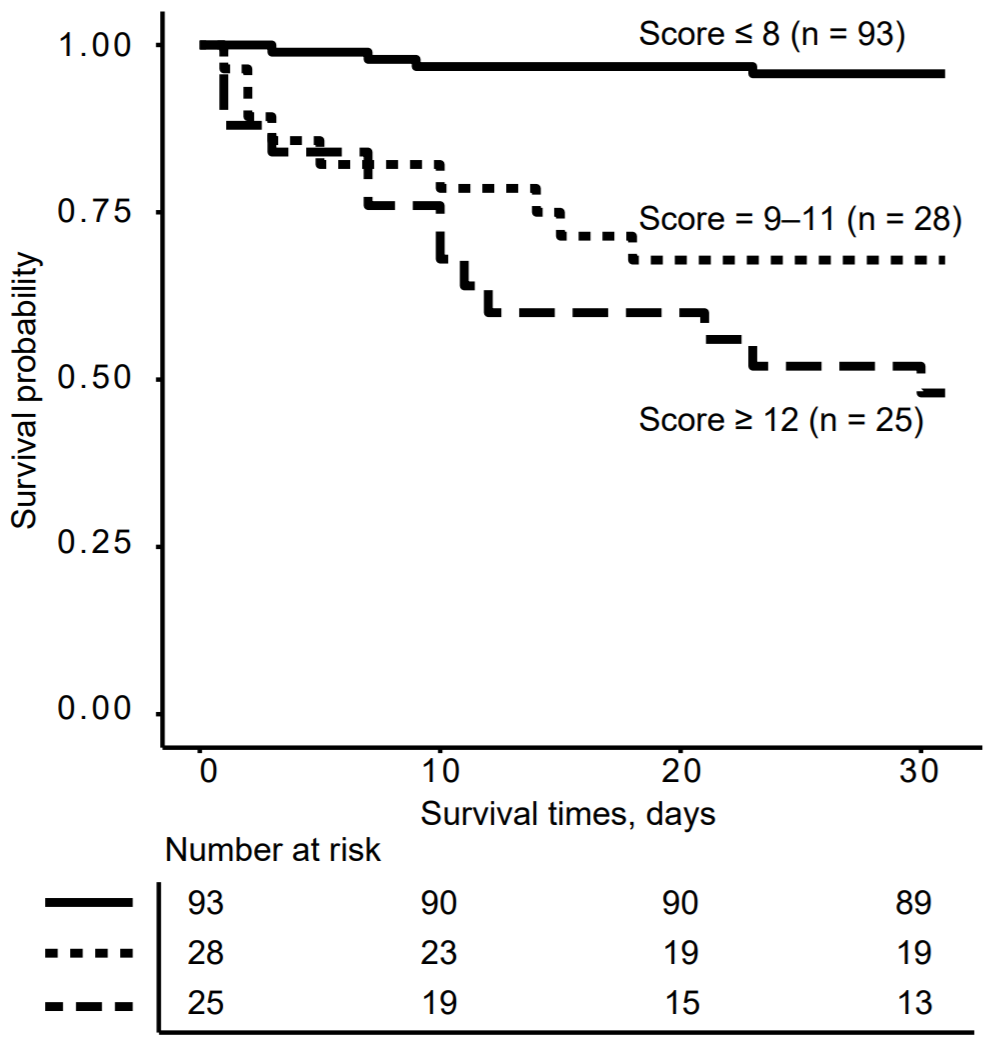 Score ≤ 8 (n = 93)
1.00
0.75
Score = 9–11 (n = 28)
0.50
Score ≥ 12 (n = 25)
0.25
0.00
Survival probability
0 10 20 30
Survival times, days
Number at risk
93 90 90 89
28 23 19 19
25 19 15 13